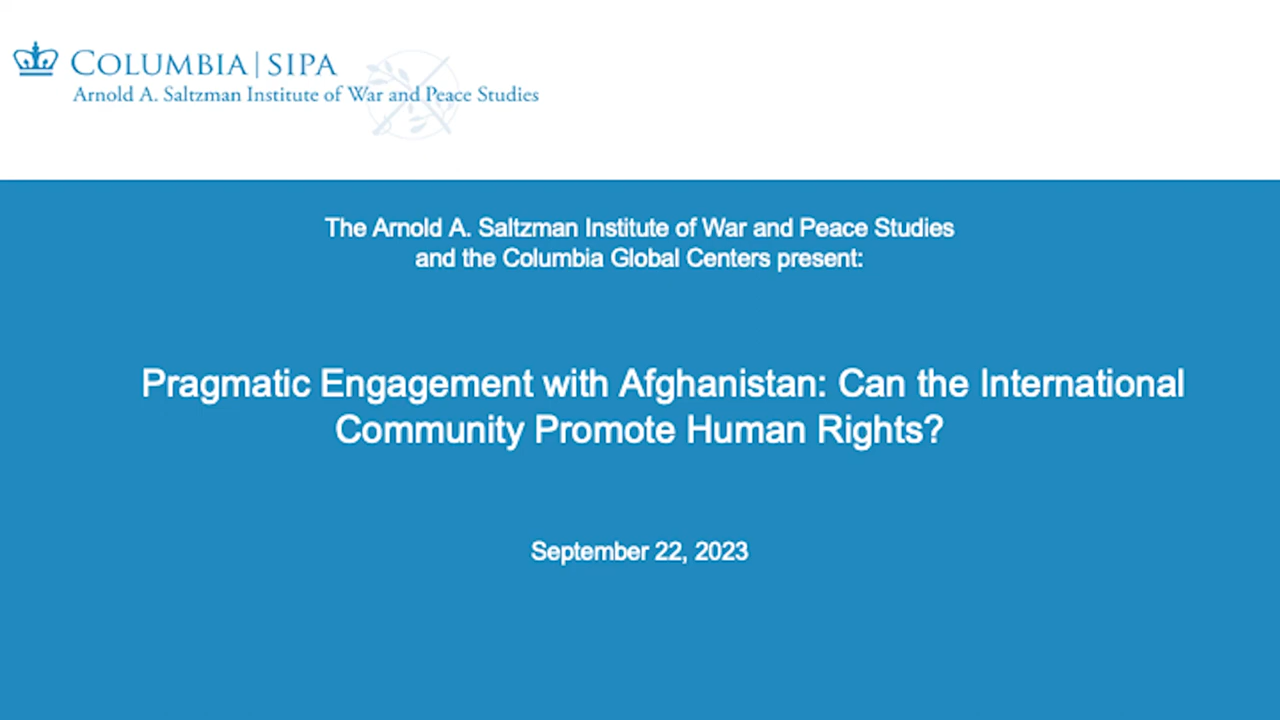 COLUMBIA | SIPA
Arnold A. Saltzman Institute of War and Peace Studies
The Arnold A. Saltzman Institute of War and Peace Studies
and the Columbia Global Centers present:
Pragmatic Engagement with Afghanistan: Can the International
Community Promote Human Rights?
September 22, 2023